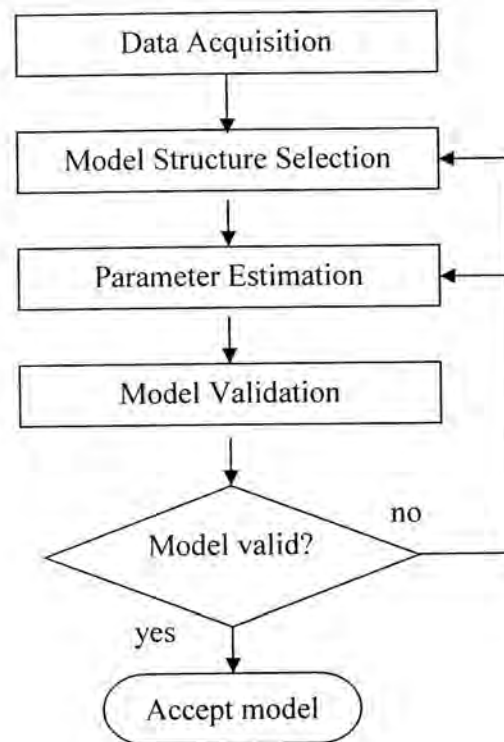 Data Acquisition
Model Structure Selection
Parameter Estimation
Model Validation
Model valid?
no
yes
Accept model